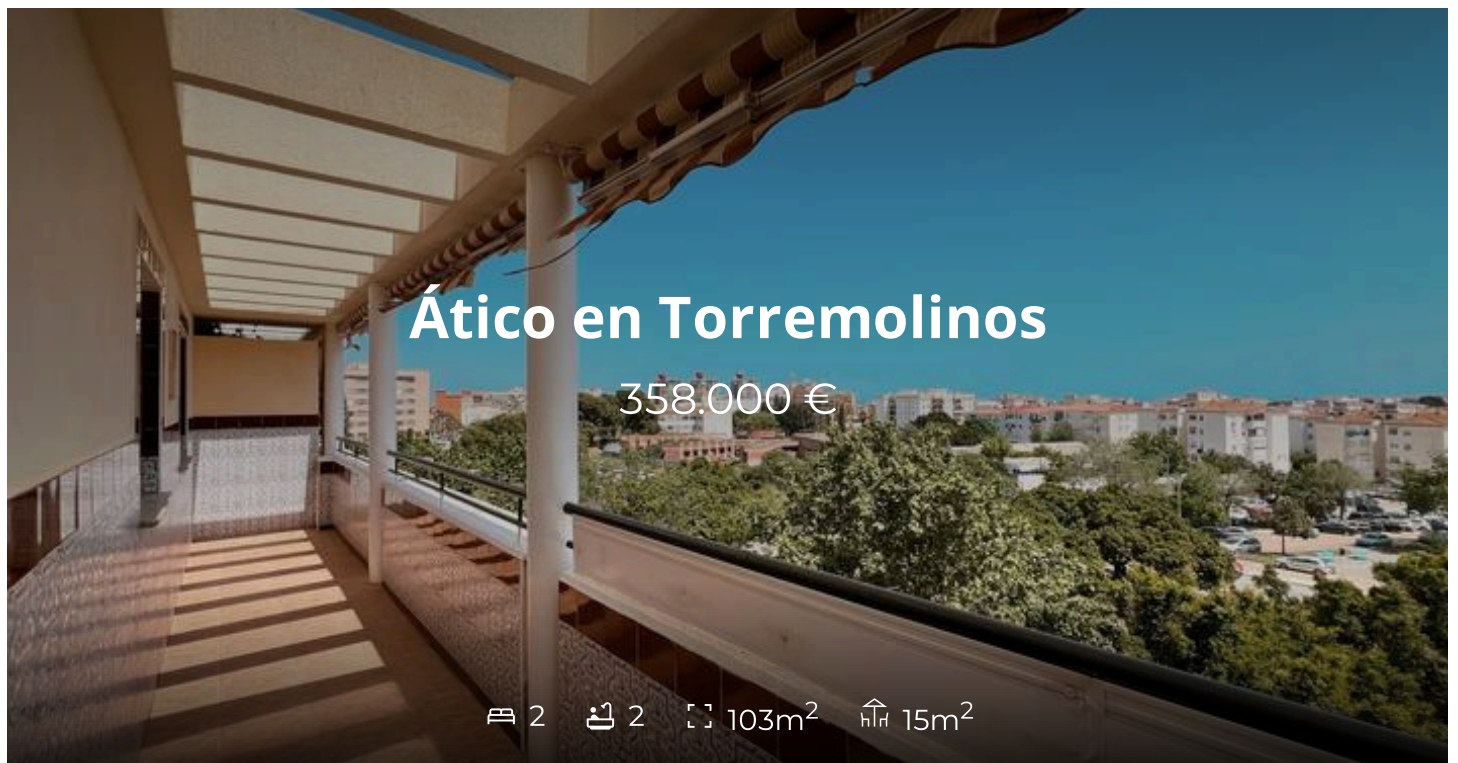 Ático en Torremolinos
358.000 €
2 2 103m² 15m²